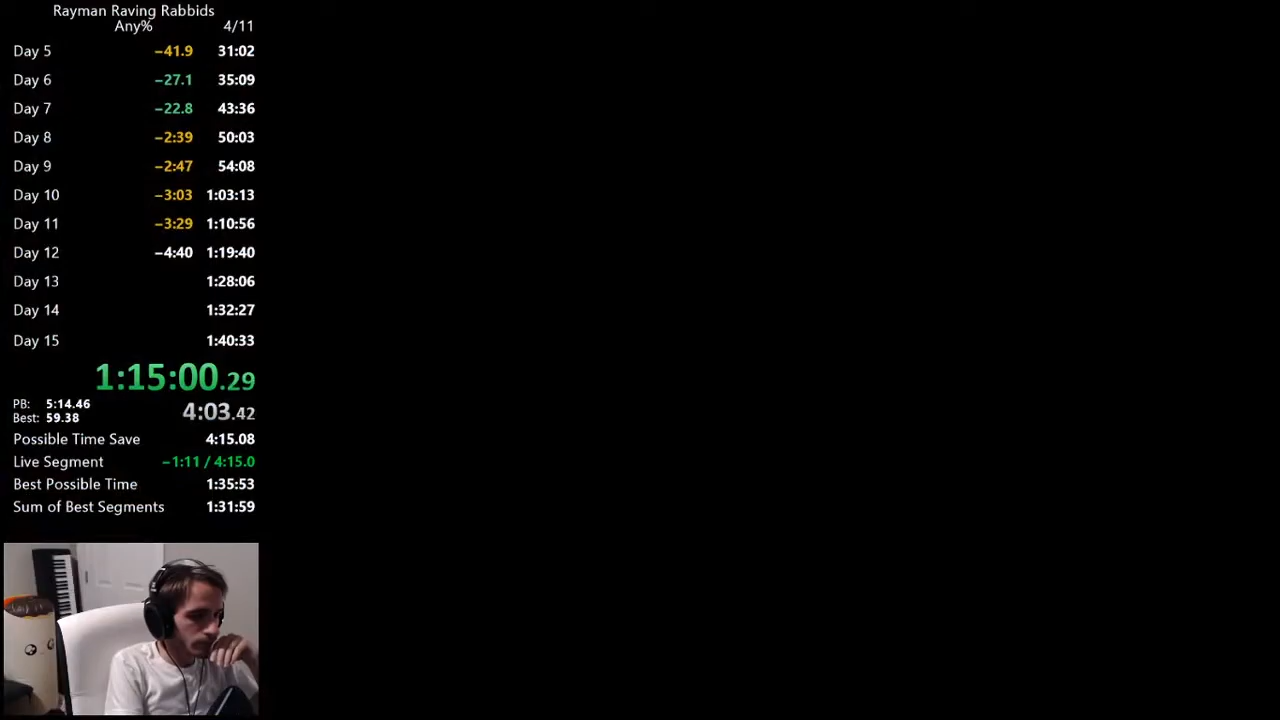 Rayman Raving Rabbids
Any% 4/11
Day 5 −41.9 31:02
Day 6 −27.1 35:09
Day 7 −22.8 43:36
Day 8 −2:39 50:03
Day 9 −2:47 54:08
Day 10 −3:03 1:03:13
Day 11 −3:29 1:10:56
Day 12 −4:40 1:19:40
Day 13 1:28:06
Day 14 1:32:27
Day 15 1:40:33
1:15:00.29
PB: 5:14.46
Best: 59.38
4:03.42
Possible Time Save 4:15.08
Live Segment −1:11 / 4:15.0
Best Possible Time 1:35:53
Sum of Best Segments 1:31:59